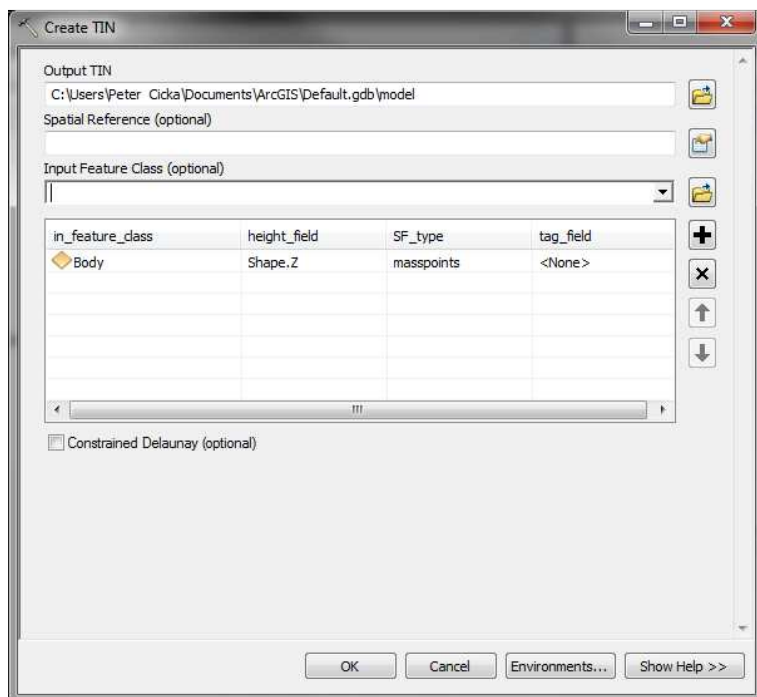 Create TIN
Output TIN
C:\Users\Peter Cicka\Documents\ArcGIS\Default.gdb\model
Spatial Reference (optional)
Input Feature Class (optional)
in_feature_class height_field SF_type tag_field
Body Shape.Z masspoints <None>
Constrained Delaunay (optional)
OK Cancel Environments... Show Help >>